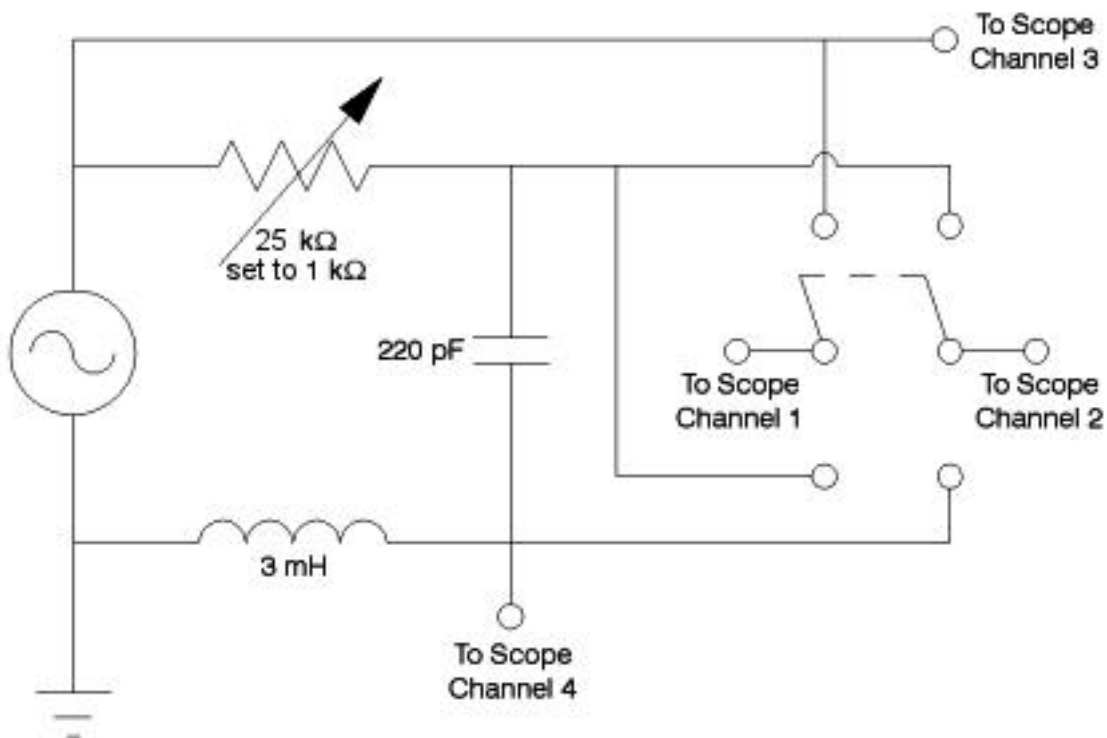 To Scope
Channel 3
25 kΩ
set to 1 kΩ
220 pF
To Scope
Channel 1
To Scope
Channel 2
3 mH
To Scope
Channel 4